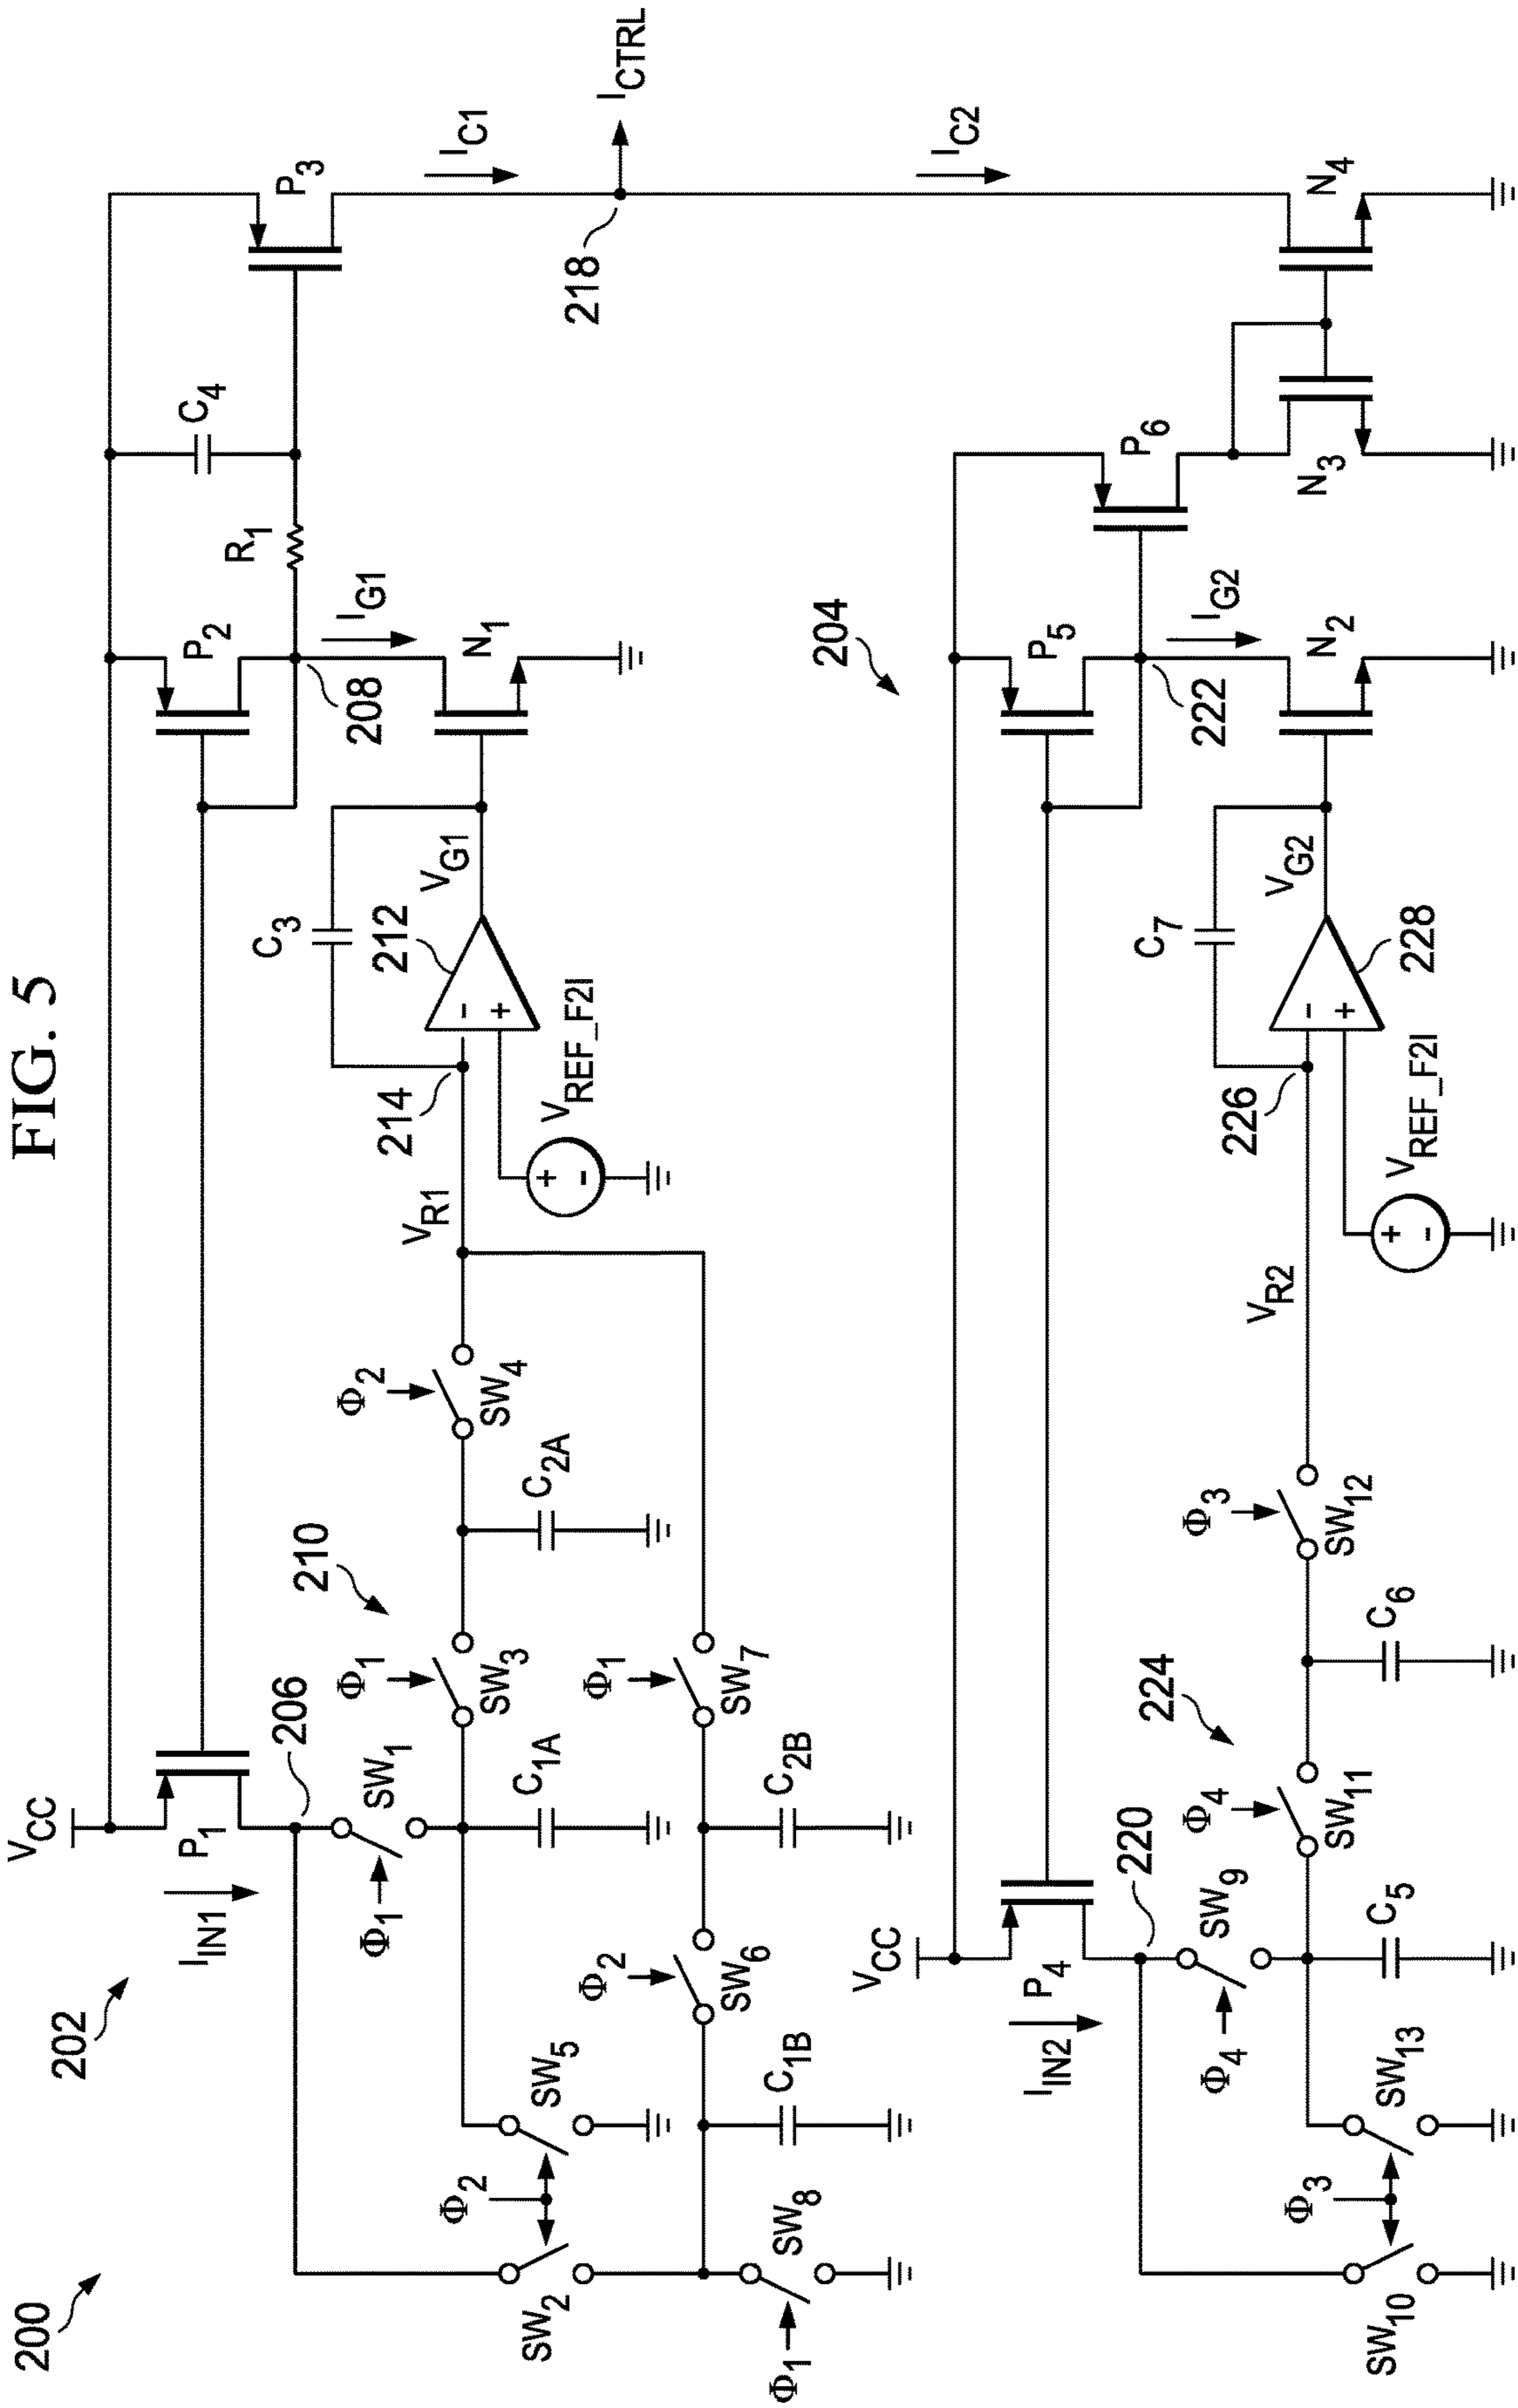 FIG. 5
200
202
V_CC
I_IN1
P_1
206
P_2
R_1
C_4
P_3
I_C1
208
I_G1
N_1
218
I_CTRL
Φ_1
SW_1
210
Φ_1
SW_3
Φ_2
SW_4
C_1A
C_2A
V_R1
214
C_3
212
V_G1
V_REF_F2I
+
-
-
+
Φ_2
SW_2
SW_5
Φ_2
SW_6
Φ_1
SW_7
C_1B
C_2B
Φ_1
SW_8
I_C2
204
V_CC
I_IN2
P_4
220
P_5
P_6
222
I_G2
N_2
N_3
N_4
Φ_4
SW_9
224
Φ_4
SW_11
Φ_3
SW_12
C_5
C_6
V_R2
226
C_7
228
V_G2
V_REF_F2I
+
-
-
+
Φ_3
SW_10
SW_13